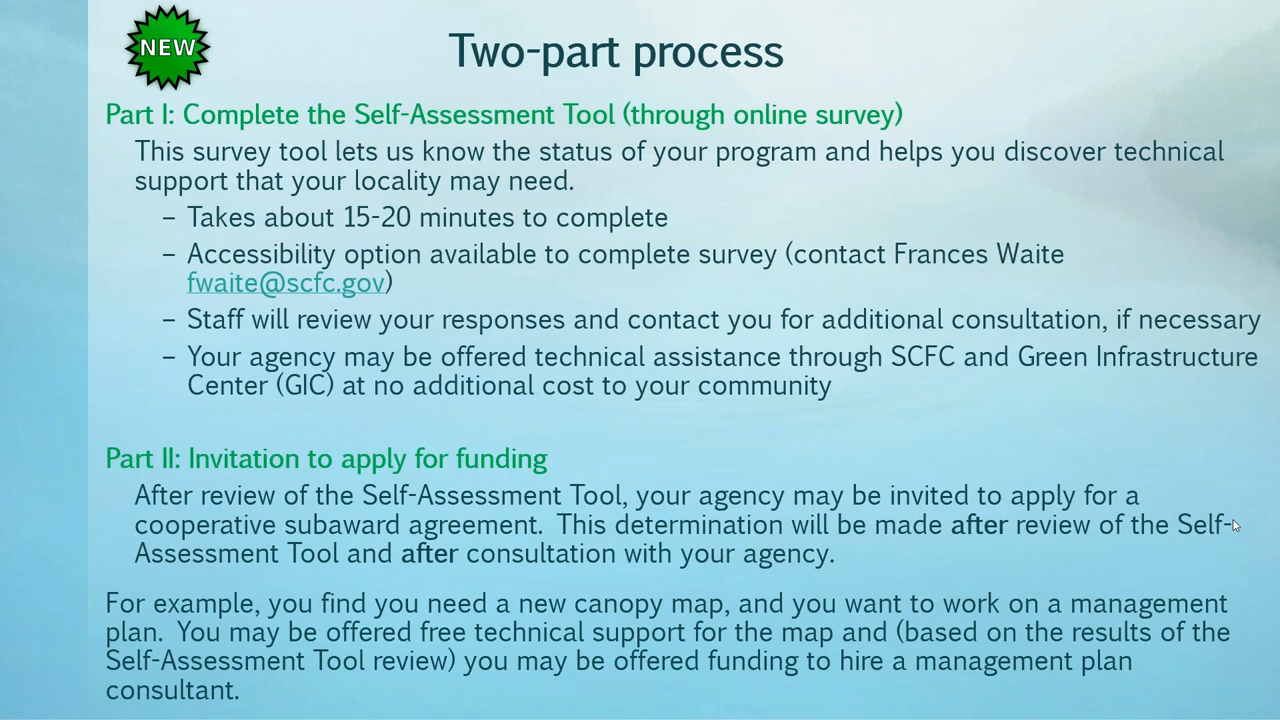 NEW
Two-part process
Part I: Complete the Self-Assessment Tool (through online survey)
This survey tool lets us know the status of your program and helps you discover technical
support that your locality may need.
– Takes about 15-20 minutes to complete
– Accessibility option available to complete survey (contact Frances Waite
fwaite@scfc.gov)
– Staff will review your responses and contact you for additional consultation, if necessary
– Your agency may be offered technical assistance through SCFC and Green Infrastructure
Center (GIC) at no additional cost to your community
Part II: Invitation to apply for funding
After review of the Self-Assessment Tool, your agency may be invited to apply for a
cooperative subaward agreement.  This determination will be made after review of the Self-
Assessment Tool and after consultation with your agency.
For example, you find you need a new canopy map, and you want to work on a management
plan.  You may be offered free technical support for the map and (based on the results of the
Self-Assessment Tool review) you may be offered funding to hire a management plan
consultant.